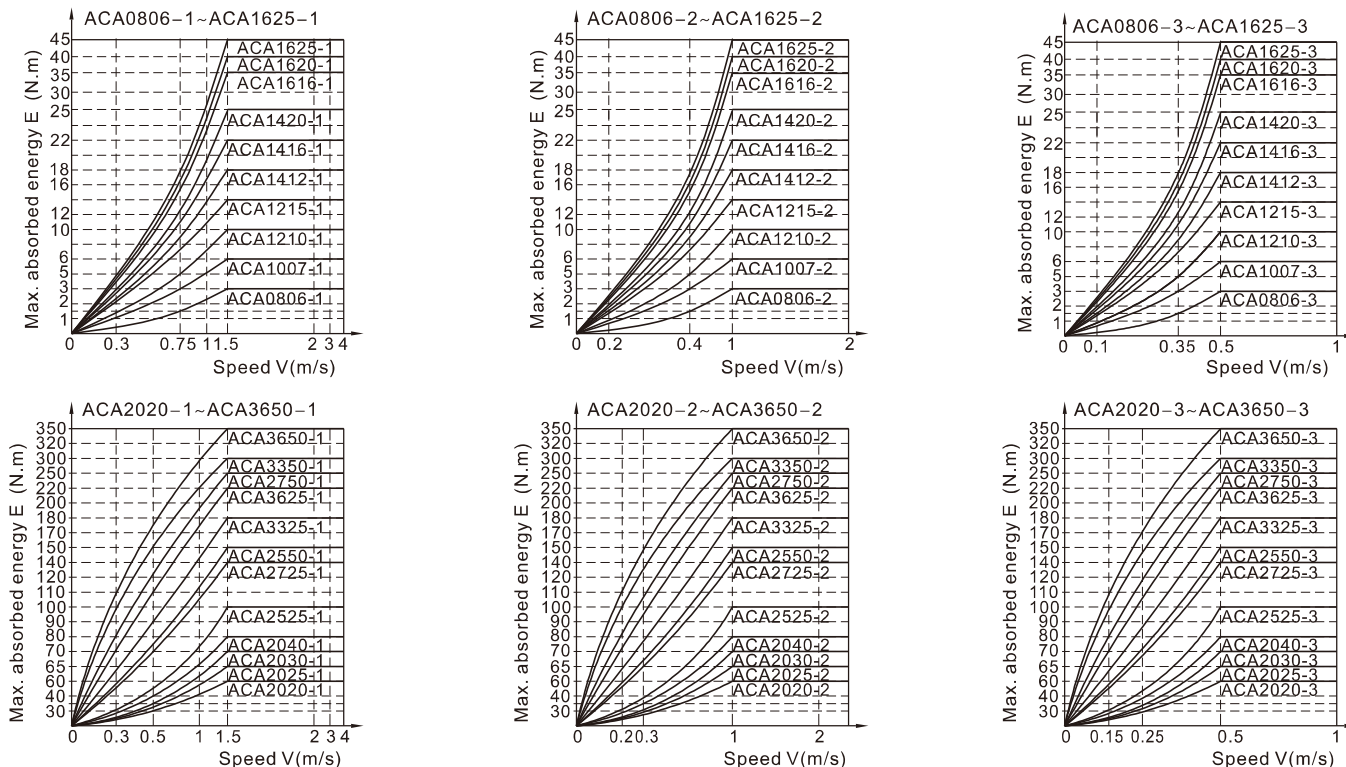 ACA0806-1~ACA1625-1
Max. absorbed energy E (N.m)
45
40
35
30
25
22
18
16
12
10
6
5
3
2
1
ACA1625-1
ACA1620-1
ACA1616-1
ACA1420-1
ACA1416-1
ACA1412-1
ACA1215-1
ACA1210-1
ACA1007-1
ACA0806-1
0 0.3 0.75 1 1.5 2 3 4
Speed V(m/s)
ACA0806-2~ACA1625-2
Max. absorbed energy E (N.m)
45
40
35
30
25
22
18
16
12
10
6
5
3
2
1
ACA1625-2
ACA1620-2
ACA1616-2
ACA1420-2
ACA1416-2
ACA1412-2
ACA1215-2
ACA1210-2
ACA1007-2
ACA0806-2
0 0.2 0.4 1 2
Speed V(m/s)
ACA0806-3~ACA1625-3
Max. absorbed energy E (N.m)
45
40
35
30
25
22
18
16
12
10
6
5
3
2
1
ACA1625-3
ACA1620-3
ACA1616-3
ACA1420-3
ACA1416-3
ACA1412-3
ACA1215-3
ACA1210-3
ACA1007-3
ACA0806-3
0 0.1 0.35 0.5 1
Speed V(m/s)
ACA2020-1~ACA3650-1
Max. absorbed energy E (N.m)
350
320
300
250
220
200
180
170
150
140
120
110
100
90
80
70
65
60
40
30
ACA3650-1
ACA3350-1
ACA2750-1
ACA3625-1
ACA3325-1
ACA2550-1
ACA2725-1
ACA2525-1
ACA2040-1
ACA2030-1
ACA2025-1
ACA2020-1
0 0.3 0.5 1 1.5 2 3 4
Speed V(m/s)
ACA2020-2~ACA3650-2
Max. absorbed energy E (N.m)
350
320
300
250
220
200
180
170
150
140
120
110
100
90
80
70
65
60
40
30
ACA3650-2
ACA3350-2
ACA2750-2
ACA3625-2
ACA3325-2
ACA2550-2
ACA2725-2
ACA2525-2
ACA2040-2
ACA2030-2
ACA2025-2
ACA2020-2
0 0.2 0.3 1 2
Speed V(m/s)
ACA2020-3~ACA3650-3
Max. absorbed energy E (N.m)
350
320
300
250
220
200
180
170
150
140
120
110
100
90
80
70
65
60
40
30
ACA3650-3
ACA3350-3
ACA2750-3
ACA3625-3
ACA3325-3
ACA2550-3
ACA2725-3
ACA2525-3
ACA2040-3
ACA2030-3
ACA2025-3
ACA2020-3
0 0.15 0.25 0.5 1
Speed V(m/s)